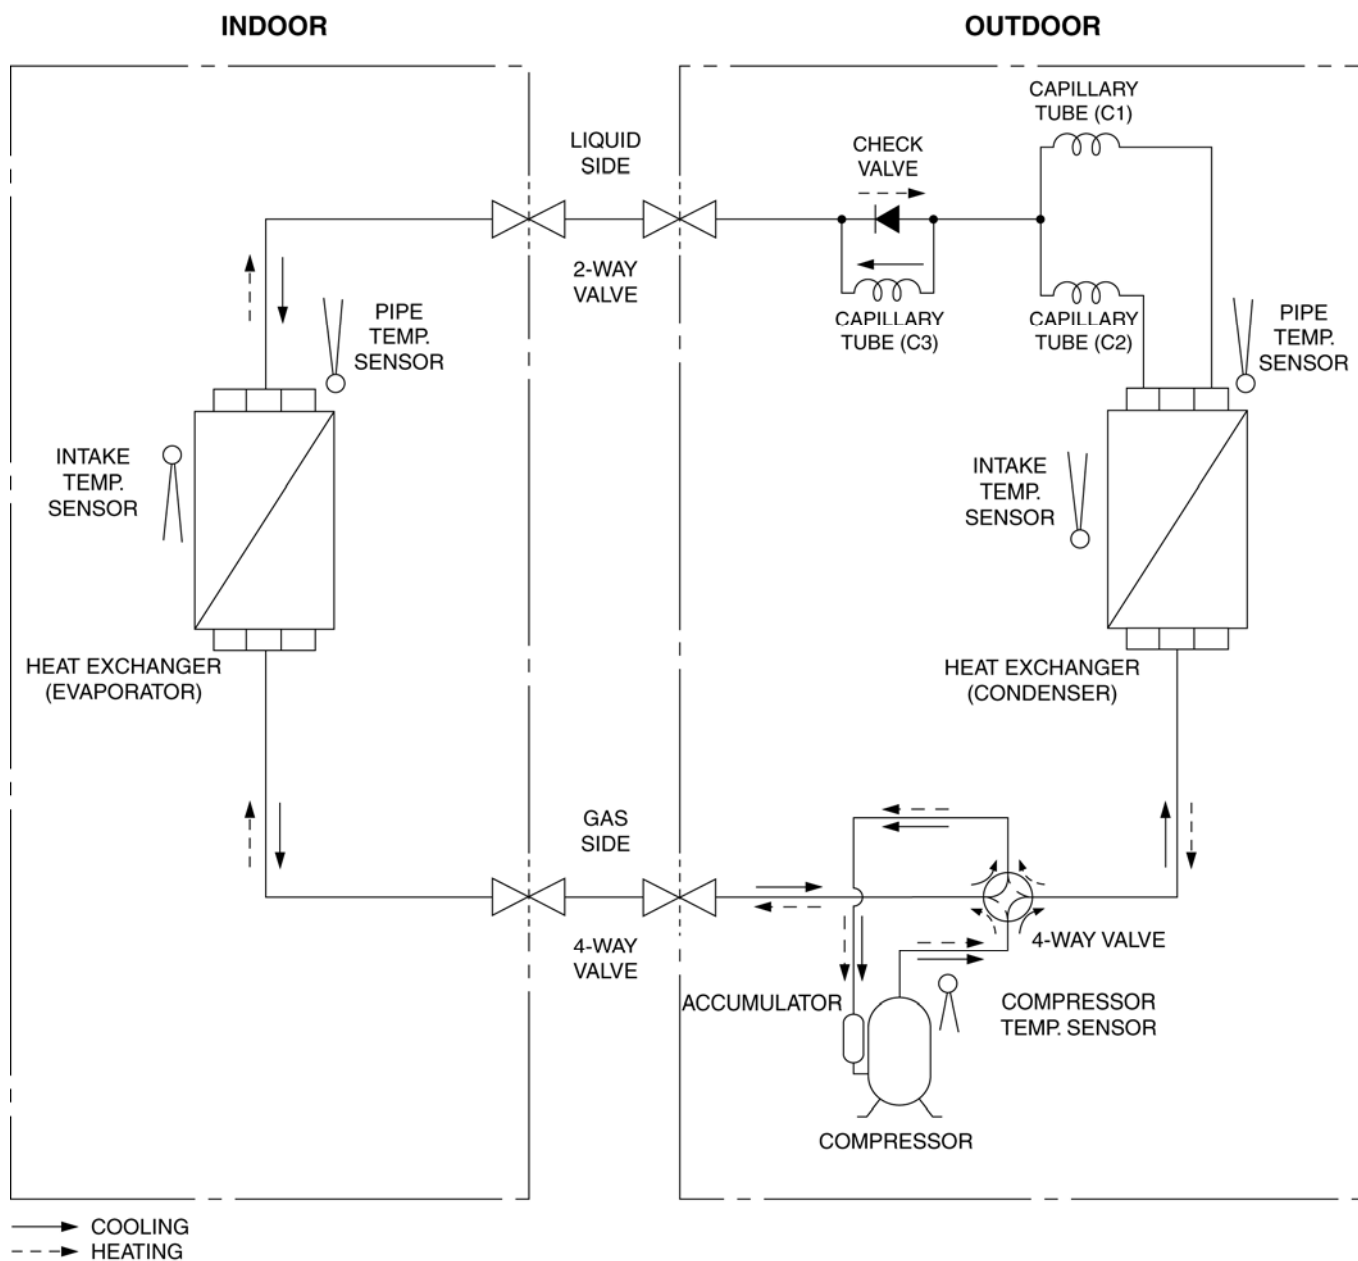 INDOOR
OUTDOOR
CAPILLARY
TUBE (C1)
LIQUID
SIDE
CHECK
VALVE
2-WAY
VALVE
CAPILLARY
TUBE (C3)
CAPILLARY
TUBE (C2)
PIPE
TEMP.
SENSOR
PIPE
TEMP.
SENSOR
INTAKE
TEMP.
SENSOR
INTAKE
TEMP.
SENSOR
HEAT EXCHANGER
(EVAPORATOR)
HEAT EXCHANGER
(CONDENSER)
GAS
SIDE
4-WAY
VALVE
4-WAY VALVE
ACCUMULATOR
COMPRESSOR
TEMP. SENSOR
COMPRESSOR
COOLING
HEATING